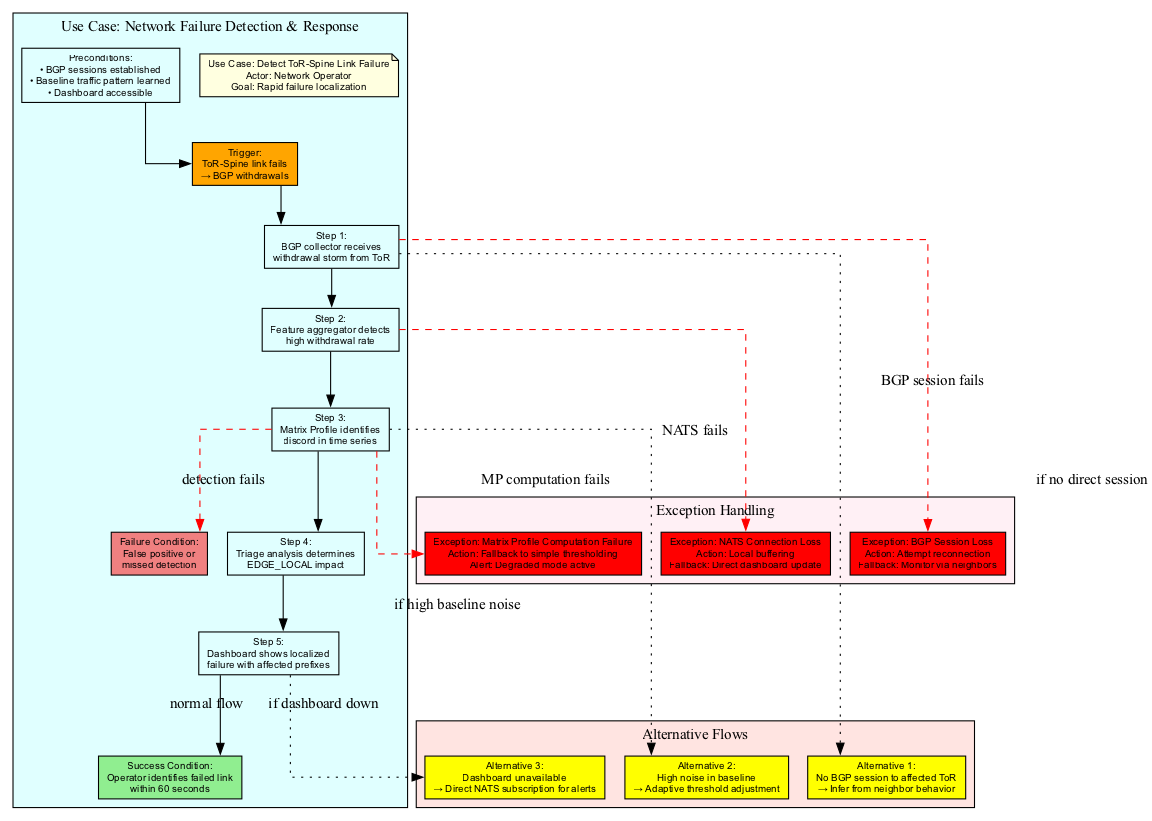 Use Case: Network Failure Detection & Response
Preconditions:
• BGP sessions established
• Baseline traffic pattern learned
• Dashboard accessible
Use Case: Detect ToR-Spine Link Failure
Actor: Network Operator
Goal: Rapid failure localization
Trigger:
ToR-Spine link fails
→ BGP withdrawals
Step 1:
BGP collector receives
withdrawal storm from ToR
Step 2:
Feature aggregator detects
high withdrawal rate
BGP session fails
Step 3:
Matrix Profile identifies
discord in time series
NATS fails
detection fails
MP computation fails
if no direct session
Exception Handling
Failure Condition:
False positive or
missed detection
Step 4:
Triage analysis determines
EDGE_LOCAL impact
Exception: Matrix Profile Computation Failure
Action: Fallback to simple thresholding
Alert: Degraded mode active
Exception: NATS Connection Loss
Action: Local buffering
Fallback: Direct dashboard update
Exception: BGP Session Loss
Action: Attempt reconnection
Fallback: Monitor via neighbors
if high baseline noise
Step 5:
Dashboard shows localized
failure with affected prefixes
normal flow
if dashboard down
Alternative Flows
Success Condition:
Operator identifies failed link
within 60 seconds
Alternative 3:
Dashboard unavailable
→ Direct NATS subscription for alerts
Alternative 2:
High noise in baseline
→ Adaptive threshold adjustment
Alternative 1:
No BGP session to affected ToR
→ Infer from neighbor behavior